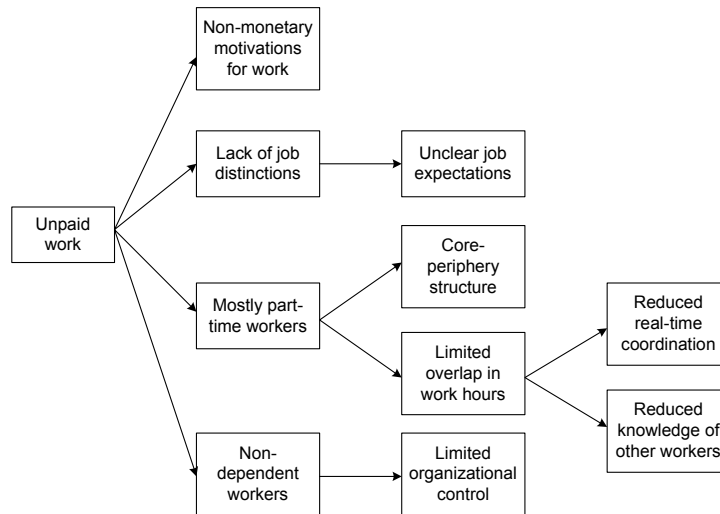 Non-monetary
motivations
for work
Lack of job
distinctions
Unclear job
expectations
Unpaid
work
Core-
periphery
structure
Mostly part-
time workers
Limited
overlap in
work hours
Reduced
real-time
coordination
Reduced
knowledge of
other workers
Non-
dependent
workers
Limited
organizational
control